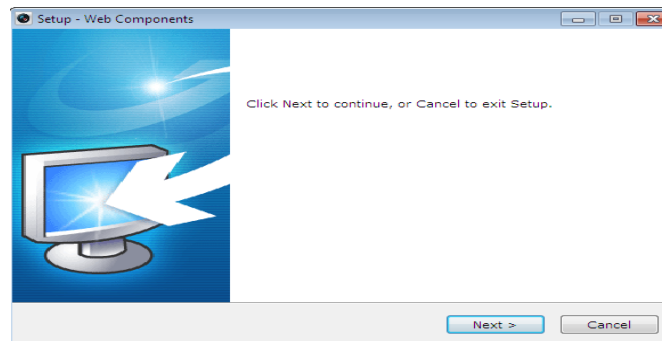 Setup - Web Components
Click Next to continue, or Cancel to exit Setup.
Next >
Cancel